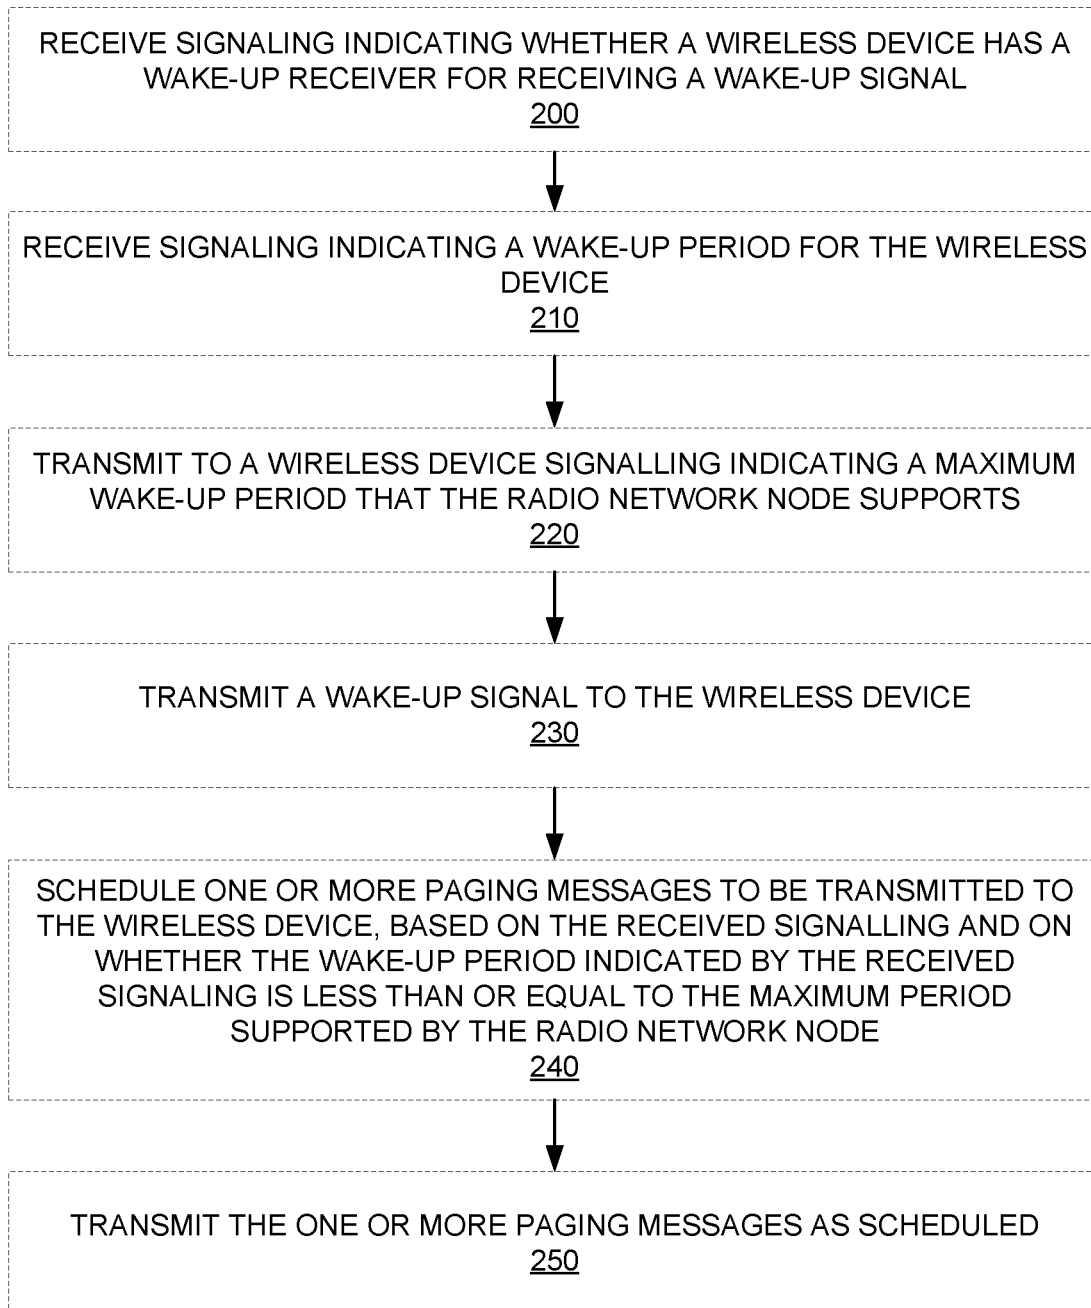 RECEIVE SIGNALING INDICATING WHETHER A WIRELESS DEVICE HAS A
WAKE-UP RECEIVER FOR RECEIVING A WAKE-UP SIGNAL
200
RECEIVE SIGNALING INDICATING A WAKE-UP PERIOD FOR THE WIRELESS
DEVICE
210
TRANSMIT TO A WIRELESS DEVICE SIGNALLING INDICATING A MAXIMUM
WAKE-UP PERIOD THAT THE RADIO NETWORK NODE SUPPORTS
220
TRANSMIT A WAKE-UP SIGNAL TO THE WIRELESS DEVICE
230
SCHEDULE ONE OR MORE PAGING MESSAGES TO BE TRANSMITTED TO
THE WIRELESS DEVICE, BASED ON THE RECEIVED SIGNALLING AND ON
WHETHER THE WAKE-UP PERIOD INDICATED BY THE RECEIVED
SIGNALING IS LESS THAN OR EQUAL TO THE MAXIMUM PERIOD
SUPPORTED BY THE RADIO NETWORK NODE
240
TRANSMIT THE ONE OR MORE PAGING MESSAGES AS SCHEDULED
250